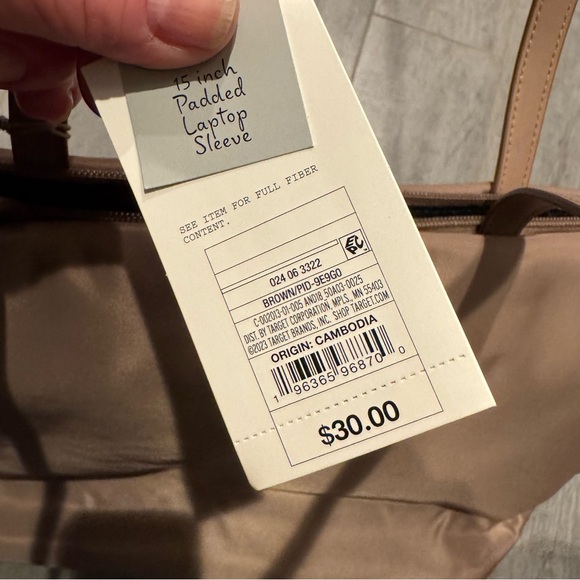 15 inch
Padded
Laptop
Sleeve
SEE ITEM FOR FULL FIBER
CONTENT.
EPC
024 06 3322
BROWN/PID-9E9G0
C-002013-01-005 AN018_50A03-0025
DIST. BY TARGET CORPORATION, MPLS, MN 55403
©2023 TARGET BRANDS, INC. SHOP TARGET.COM
ORIGIN: CAMBODIA
1 96365 96870 0
$30.00